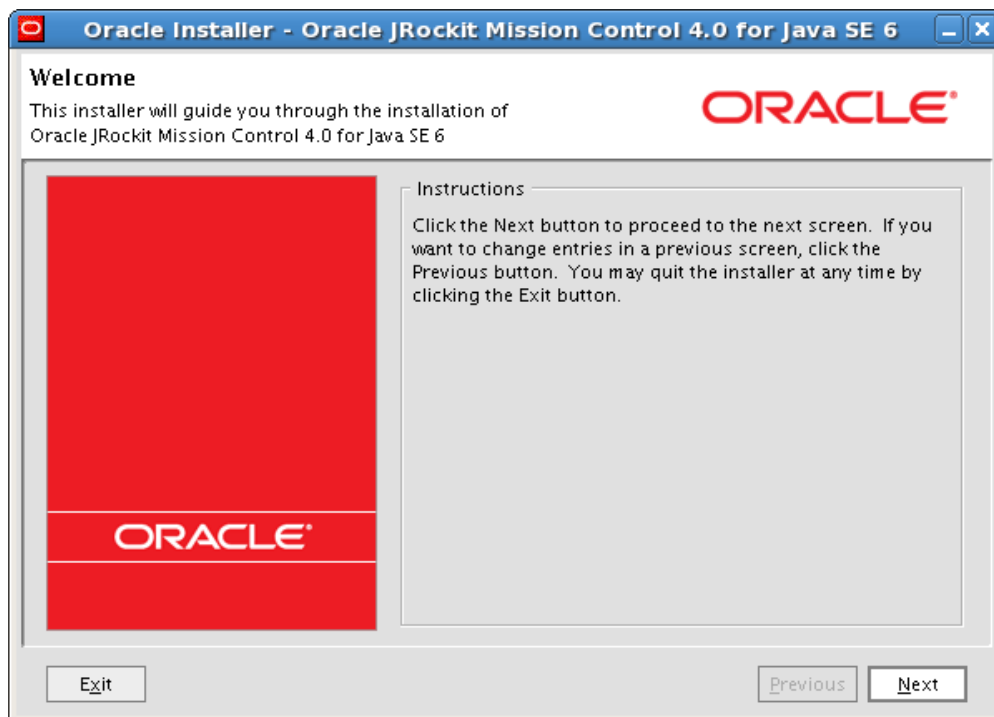 Oracle Installer - Oracle JRockit Mission Control 4.0 for Java SE 6
Welcome
This installer will guide you through the installation of
Oracle JRockit Mission Control 4.0 for Java SE 6
ORACLE®
Instructions
Click the Next button to proceed to the next screen. If you
want to change entries in a previous screen, click the
Previous button. You may quit the installer at any time by
clicking the Exit button.
ORACLE®
Exit
Previous
Next